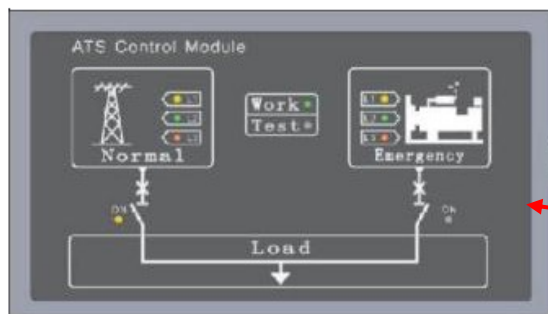 ATS Control Module
L1
L2
L3
Normal
Work
Test
L1
L2
L3
Emergency
ON
ON
Load